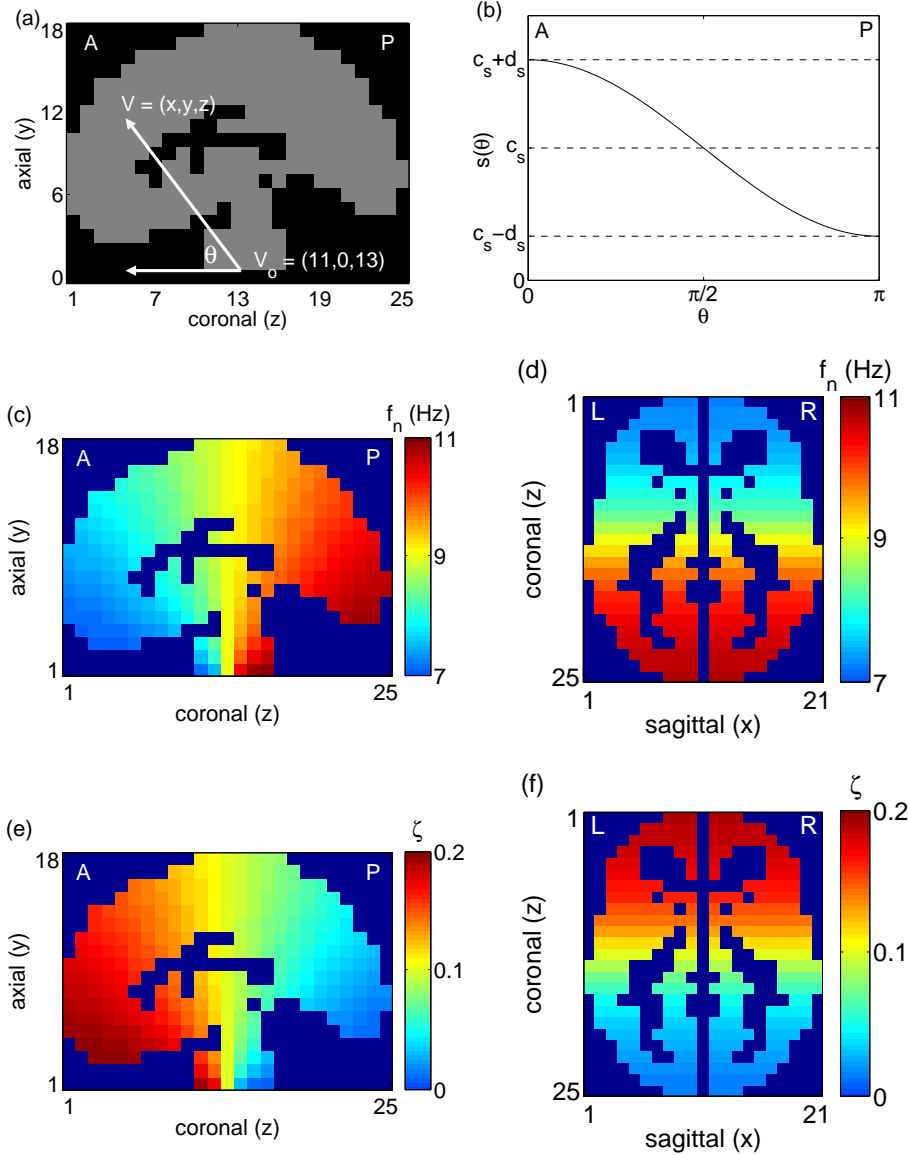 (a)
18
12
6
0
axial (y)
A
P
V = (x,y,z)
θ
V_o = (11,0,13)
1 7 13 19 25
coronal (z)
(b)
A
P
c_s+d_s
c_s
c_s−d_s
0
s(θ)
0 π/2 π
θ
(c)
f_n (Hz)
18
1
axial (y)
A
P
1 25
coronal (z)
11
9
7
(d)
f_n (Hz)
1
25
coronal (z)
L
R
1 21
sagittal (x)
11
9
7
(e)
ζ
18
1
axial (y)
A
P
1 25
coronal (z)
0.2
0.1
0
(f)
ζ
1
25
coronal (z)
L
R
1 21
sagittal (x)
0.2
0.1
0